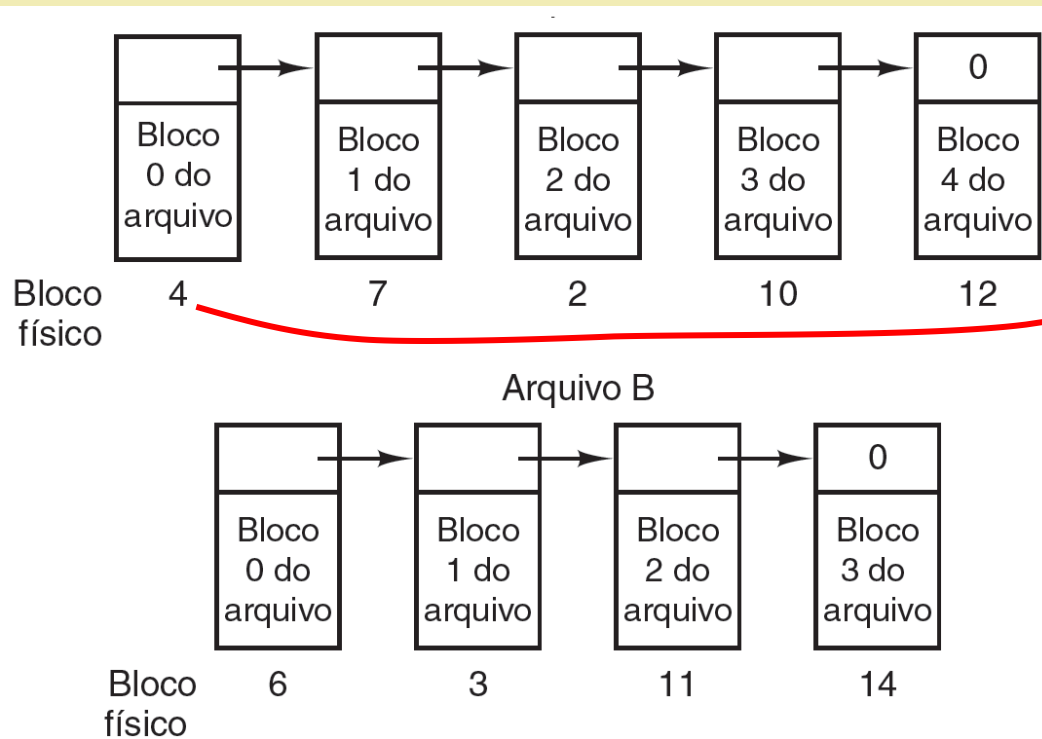 0
Bloco
0 do
arquivo
Bloco
1 do
arquivo
Bloco
2 do
arquivo
Bloco
3 do
arquivo
Bloco
4 do
arquivo
Bloco
físico
4 7 2 10 12
Arquivo B
0
Bloco
0 do
arquivo
Bloco
1 do
arquivo
Bloco
2 do
arquivo
Bloco
3 do
arquivo
Bloco
físico
6 3 11 14